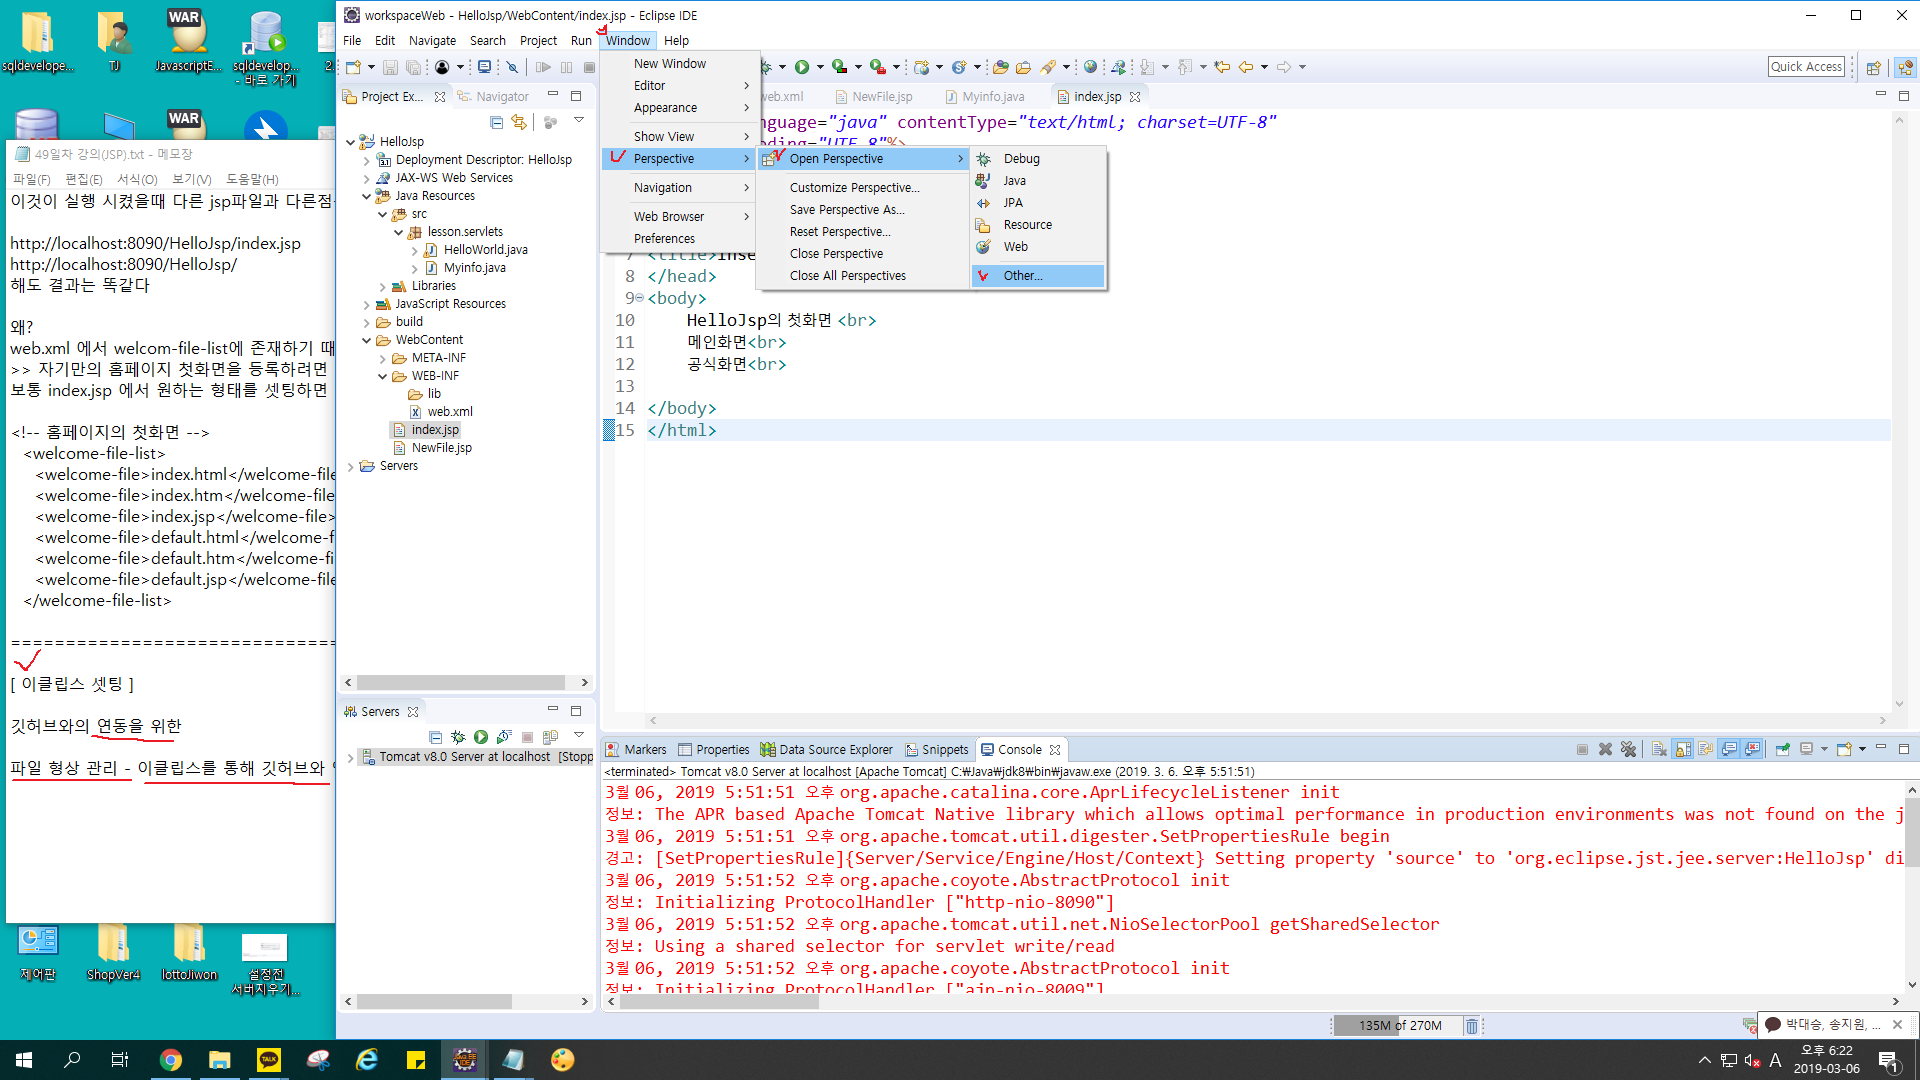 workspaceWeb - HelloJsp/WebContent/index.jsp - Eclipse IDE
File Edit Navigate Search Project Run Window Help
Quick Access
sqldevelope...
TJ
WAR
JavascriptE...
sqldevelop...
- 바로 가기
2.
WAR
49일차 강의(JSP).txt - 메모장
파일(F) 편집(E) 서식(O) 보기(V) 도움말(H)
이것이 실행 시켰을때 다른 jsp파일과 다른점
http://localhost:8090/HelloJsp/index.jsp
http://localhost:8090/HelloJsp/
해도 결과는 똑같다
왜?
web.xml 에서 welcom-file-list에 존재하기 때
>> 자기만의 홈페이지 첫화면을 등록하려면
보통 index.jsp 에서 원하는 형태를 셋팅하면
<!-- 홈페이지의 첫화면 -->
<welcome-file-list>
<welcome-file>index.html</welcome-file
<welcome-file>index.htm</welcome-file
<welcome-file>index.jsp</welcome-file>
<welcome-file>default.html</welcome-f
<welcome-file>default.htm</welcome-fi
<welcome-file>default.jsp</welcome-file
</welcome-file-list>
==============================
[ 이클립스 셋팅 ]
깃허브와의 연동을 위한
파일 형상 관리 - 이클립스를 통해 깃허브와
제어판
ShopVer4
lottoJiwon
설정전
서버지우기...
Project Ex...
Navigator
HelloJsp
Deployment Descriptor: HelloJsp
JAX-WS Web Services
Java Resources
src
lesson.servlets
HelloWorld.java
Myinfo.java
Libraries
JavaScript Resources
build
WebContent
META-INF
WEB-INF
lib
web.xml
index.jsp
NewFile.jsp
Servers
Servers
Tomcat v8.0 Server at localhost [Stopp
New Window
Editor
Appearance
Show View
Perspective
Navigation
Web Browser
Preferences
Open Perspective
Customize Perspective...
Save Perspective As...
Reset Perspective...
Close Perspective
Close All Perspectives
Debug
Java
JPA
Resource
Web
Other...
web.xml
NewFile.jsp
Myinfo.java
index.jsp
nguage="java" contentType="text/html; charset=UTF-8"
ding="UTF-8"%>
7 <title>Inse
8 </head>
9 <body>
10 HelloJsp의 첫화면 <br>
11 메인화면<br>
12 공식화면<br>
13
14 </body>
15 </html>
Markers Properties Data Source Explorer Snippets Console
<terminated> Tomcat v8.0 Server at localhost [Apache Tomcat] C:₩Java₩jdk8₩bin₩javaw.exe (2019. 3. 6. 오후 5:51:51)
3월 06, 2019 5:51:51 오후 org.apache.catalina.core.AprLifecycleListener init
정보: The APR based Apache Tomcat Native library which allows optimal performance in production environments was not found on the j
3월 06, 2019 5:51:51 오후 org.apache.tomcat.util.digester.SetPropertiesRule begin
경고: [SetPropertiesRule]{Server/Service/Engine/Host/Context} Setting property 'source' to 'org.eclipse.jst.jee.server:HelloJsp' di
3월 06, 2019 5:51:52 오후 org.apache.coyote.AbstractProtocol init
정보: Initializing ProtocolHandler ["http-nio-8090"]
3월 06, 2019 5:51:52 오후 org.apache.tomcat.util.net.NioSelectorPool getSharedSelector
정보: Using a shared selector for servlet write/read
3월 06, 2019 5:51:52 오후 org.apache.coyote.AbstractProtocol init
정보: Initializing ProtocolHandler ["ajp-nio-8009"]
135M of 270M
박대승, 송지원, ...
TALK
Java EE
IDE
A
오후 6:22
2019-03-06
1